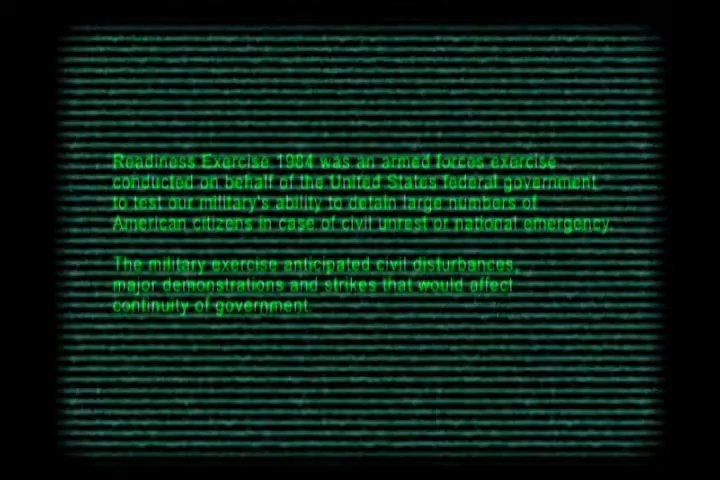 Readiness Exercise 1984 was an armed forces exercise
conducted on behalf of the United States federal government
to test our military's ability to detain large numbers of
American citizens in case of civil unrest or national emergency.
The military exercise anticipated civil disturbances,
major demonstrations and strikes that would affect
continuity of government.